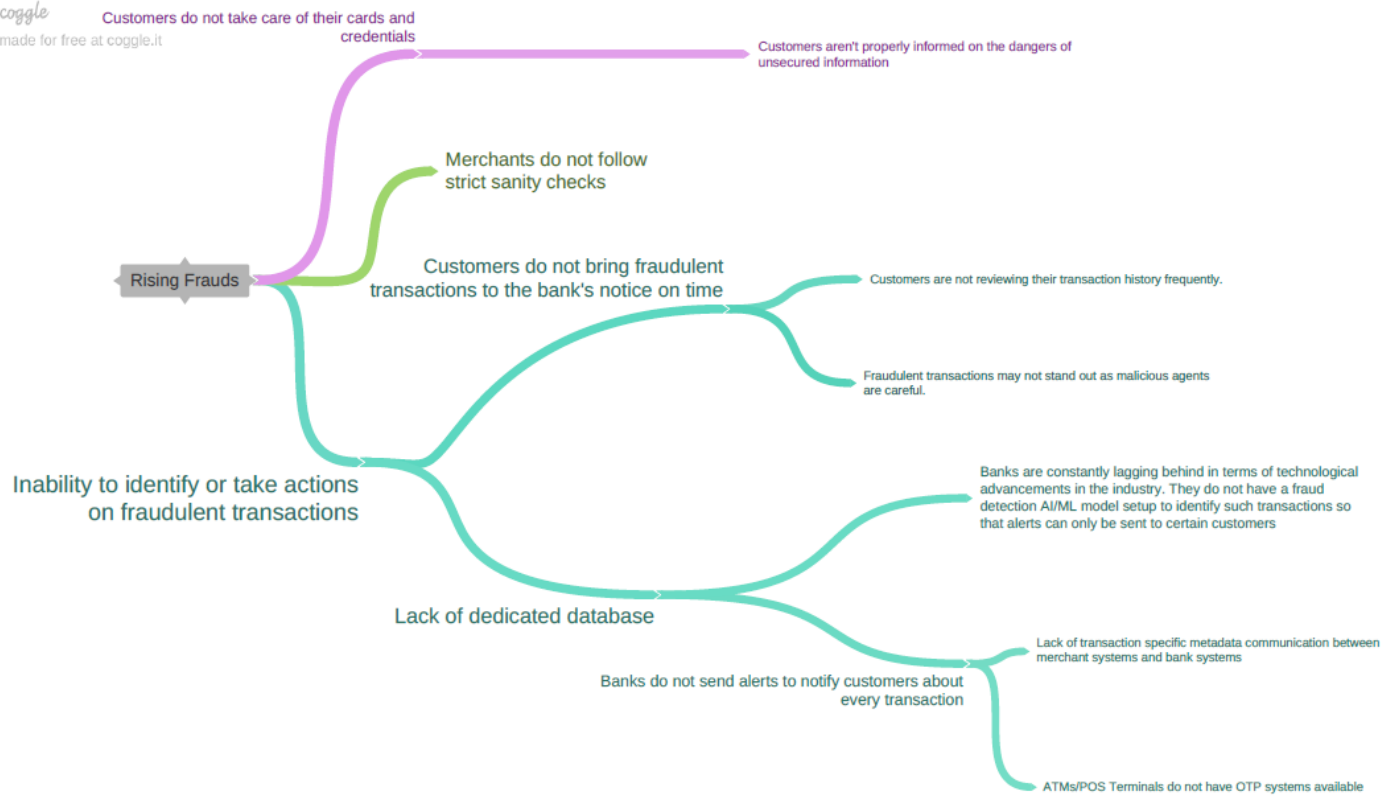 coggle
made for free at coggle.it
Customers do not take care of their cards and
credentials
Customers aren't properly informed on the dangers of
unsecured information
Merchants do not follow
strict sanity checks
Rising Frauds
Customers do not bring fraudulent
transactions to the bank's notice on time
Customers are not reviewing their transaction history frequently.
Fraudulent transactions may not stand out as malicious agents
are careful.
Inability to identify or take actions
on fraudulent transactions
Banks are constantly lagging behind in terms of technological
advancements in the industry. They do not have a fraud
detection AI/ML model setup to identify such transactions so
that alerts can only be sent to certain customers
Lack of dedicated database
Lack of transaction specific metadata communication between
merchant systems and bank systems
Banks do not send alerts to notify customers about
every transaction
ATMs/POS Terminals do not have OTP systems available